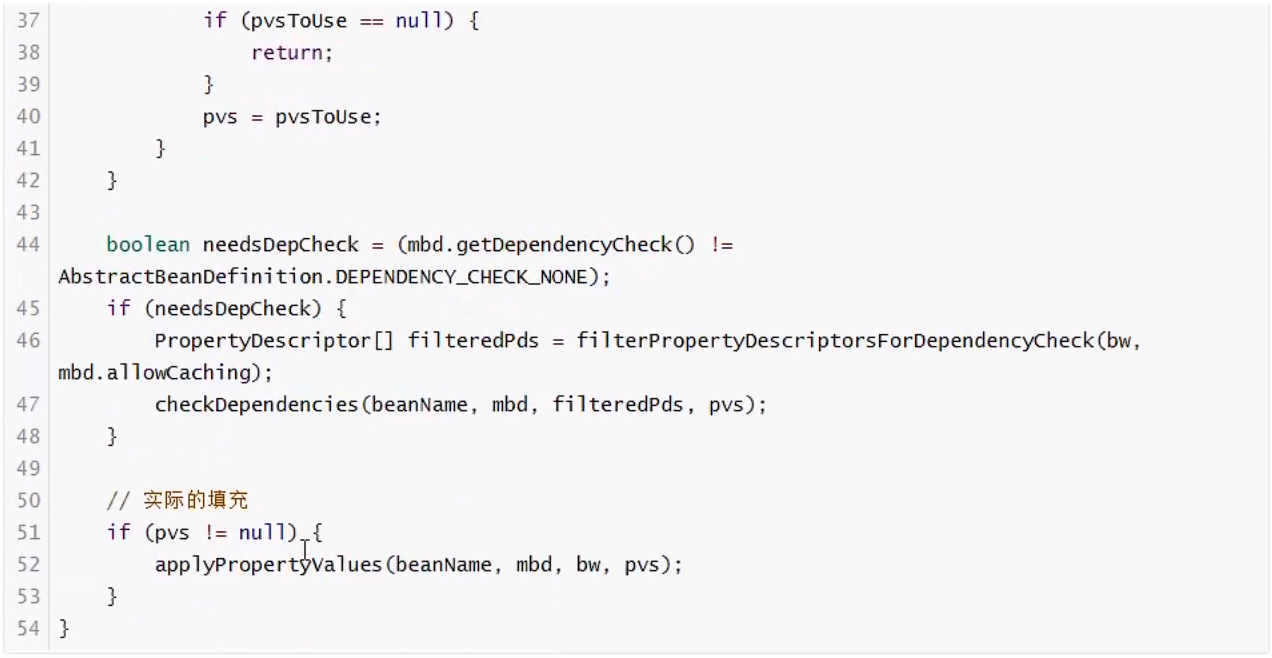 37 if (pvsToUse == null) {
38 return;
39 }
40 pvs = pvsToUse;
41 }
42 }
43
44 boolean needsDepCheck = (mbd.getDependencyCheck() !=
AbstractBeanDefinition.DEPENDENCY_CHECK_NONE);
45 if (needsDepCheck) {
46 PropertyDescriptor[] filteredPds = filterPropertyDescriptorsForDependencyCheck(bw,
mbd.allowCaching);
47 checkDependencies(beanName, mbd, filteredPds, pvs);
48 }
49
50 // 实际的填充
51 if (pvs != null) {
52 applyPropertyValues(beanName, mbd, bw, pvs);
53 }
54 }